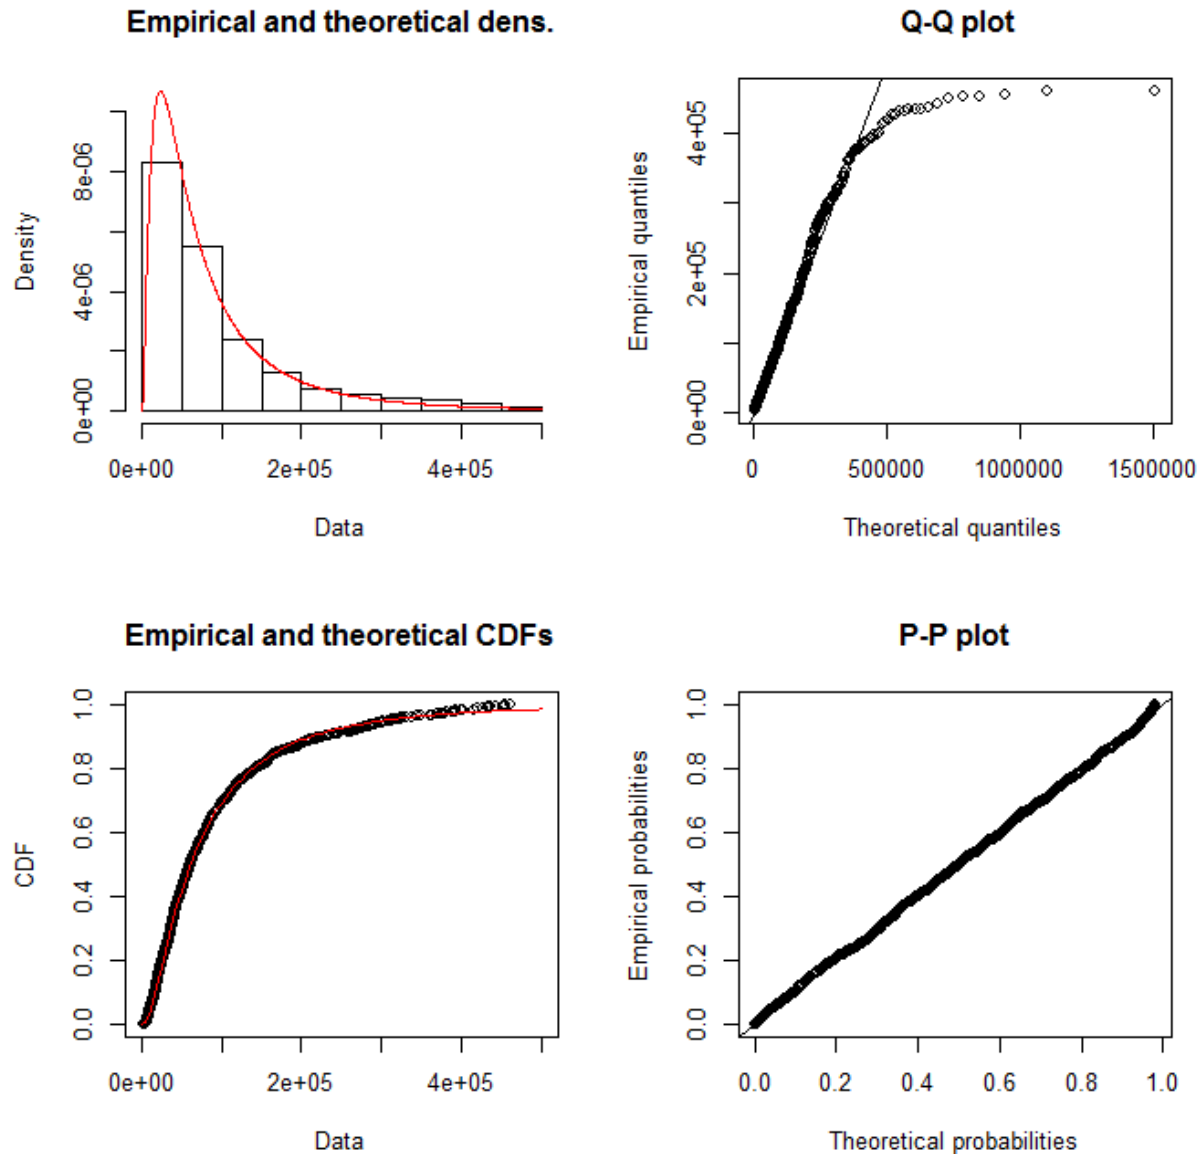 Empirical and theoretical dens.
Density
0e+00 4e-06 8e-06
0e+00 2e+05 4e+05
Data
Q-Q plot
Empirical quantiles
0e+00 2e+05 4e+05
0 500000 1000000 1500000
Theoretical quantiles
Empirical and theoretical CDFs
CDF
0.0 0.2 0.4 0.6 0.8 1.0
0e+00 2e+05 4e+05
Data
P-P plot
Empirical probabilities
0.0 0.2 0.4 0.6 0.8 1.0
0.0 0.2 0.4 0.6 0.8 1.0
Theoretical probabilities